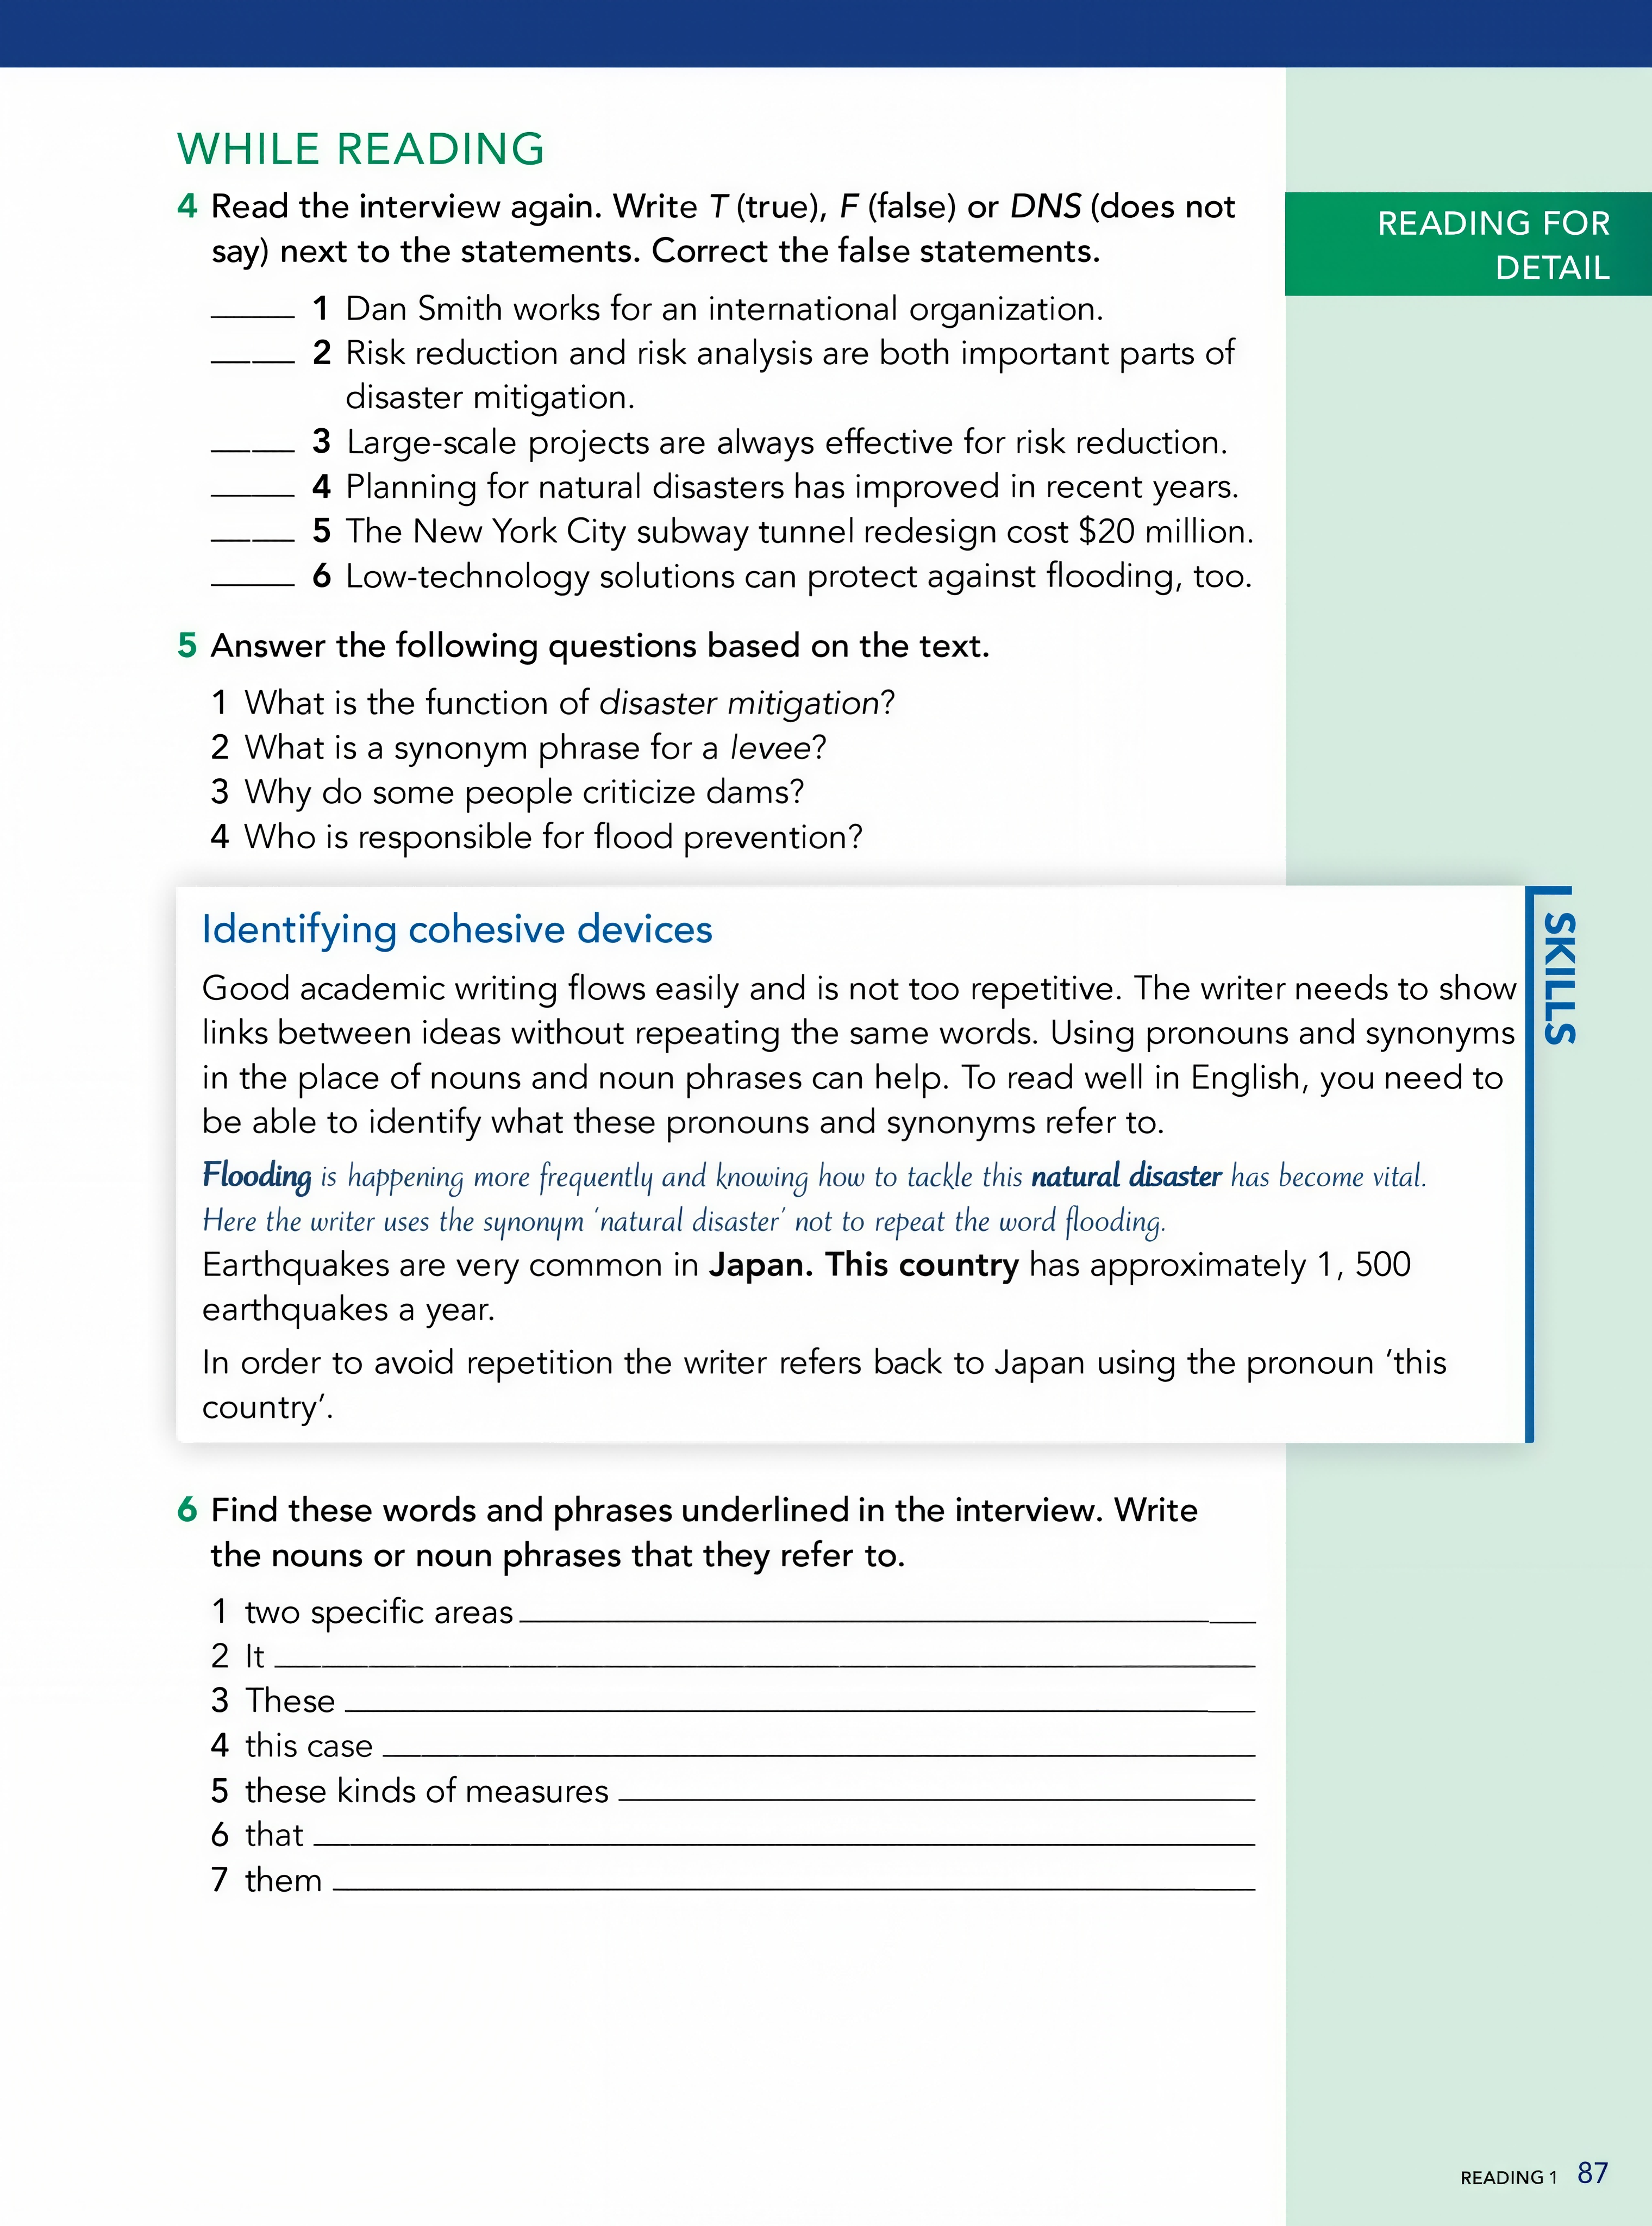 WHILE READING
4 Read the interview again. Write T (true), F (false) or DNS (does not
say) next to the statements. Correct the false statements.
READING FOR
DETAIL
1 Dan Smith works for an international organization.
2 Risk reduction and risk analysis are both important parts of
disaster mitigation.
3 Large-scale projects are always effective for risk reduction.
4 Planning for natural disasters has improved in recent years.
5 The New York City subway tunnel redesign cost $20 million.
6 Low-technology solutions can protect against flooding, too.
5 Answer the following questions based on the text.
1 What is the function of disaster mitigation?
2 What is a synonym phrase for a levee?
3 Why do some people criticize dams?
4 Who is responsible for flood prevention?
SKILLS
Identifying cohesive devices
Good academic writing flows easily and is not too repetitive. The writer needs to show
links between ideas without repeating the same words. Using pronouns and synonyms
in the place of nouns and noun phrases can help. To read well in English, you need to
be able to identify what these pronouns and synonyms refer to.
Flooding is happening more frequently and knowing how to tackle this natural disaster has become vital.
Here the writer uses the synonym ‘natural disaster’ not to repeat the word flooding.
Earthquakes are very common in Japan. This country has approximately 1, 500
earthquakes a year.
In order to avoid repetition the writer refers back to Japan using the pronoun ‘this
country’.
6 Find these words and phrases underlined in the interview. Write
the nouns or noun phrases that they refer to.
1 two specific areas
2 It
3 These
4 this case
5 these kinds of measures
6 that
7 them
READING 1 87